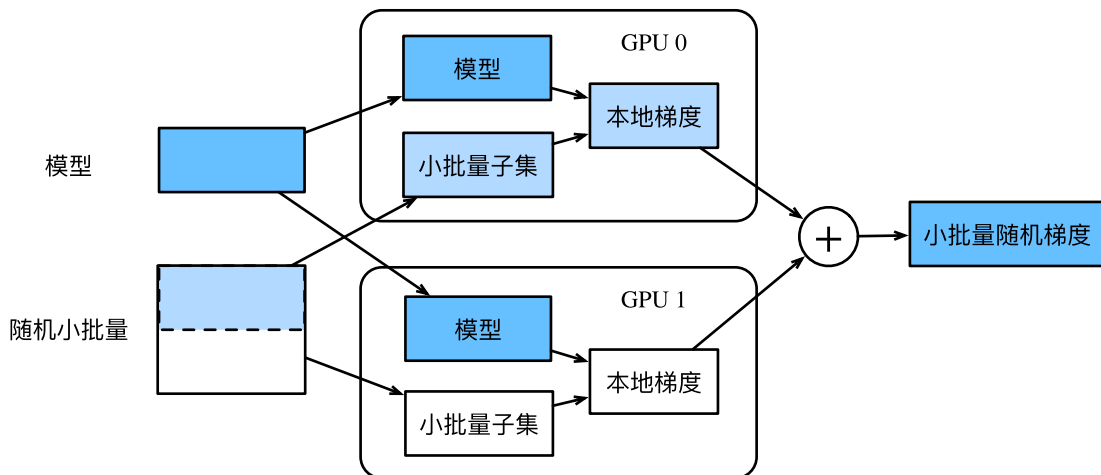 GPU 0
模型
本地梯度
模型
小批量子集
小批量随机梯度
GPU 1
随机小批量
模型
本地梯度
小批量子集